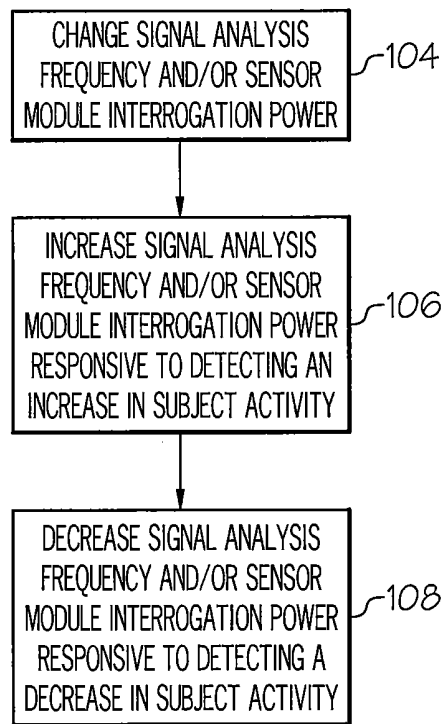 CHANGE SIGNAL ANALYSIS
FREQUENCY AND/OR SENSOR
MODULE INTERROGATION POWER
104
INCREASE SIGNAL ANALYSIS
FREQUENCY AND/OR SENSOR
MODULE INTERROGATION POWER
RESPONSIVE TO DETECTING AN
INCREASE IN SUBJECT ACTIVITY
106
DECREASE SIGNAL ANALYSIS
FREQUENCY AND/OR SENSOR
MODULE INTERROGATION POWER
RESPONSIVE TO DETECTING A
DECREASE IN SUBJECT ACTIVITY
108